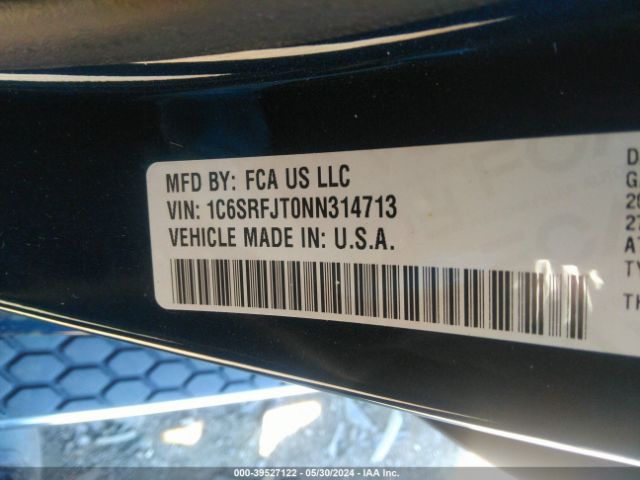 MFD BY: FCA US LLC
VIN: 1C6SRFJT0NN314713
VEHICLE MADE IN: U.S.A.
000-39527122 - 05/30/2024 - IAA Inc.